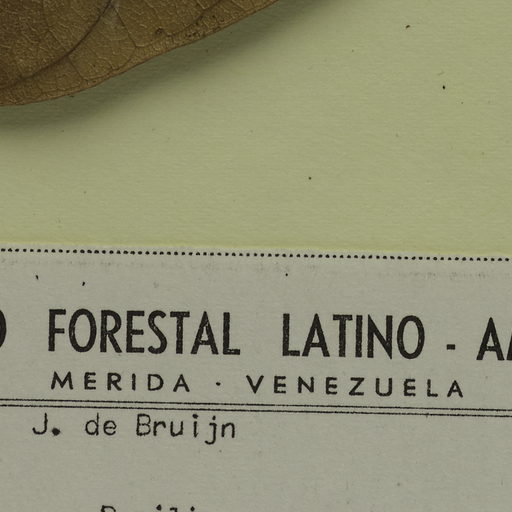 FORESTAL LATINO -
MERIDA · VENEZUELA
J. de Bruijn